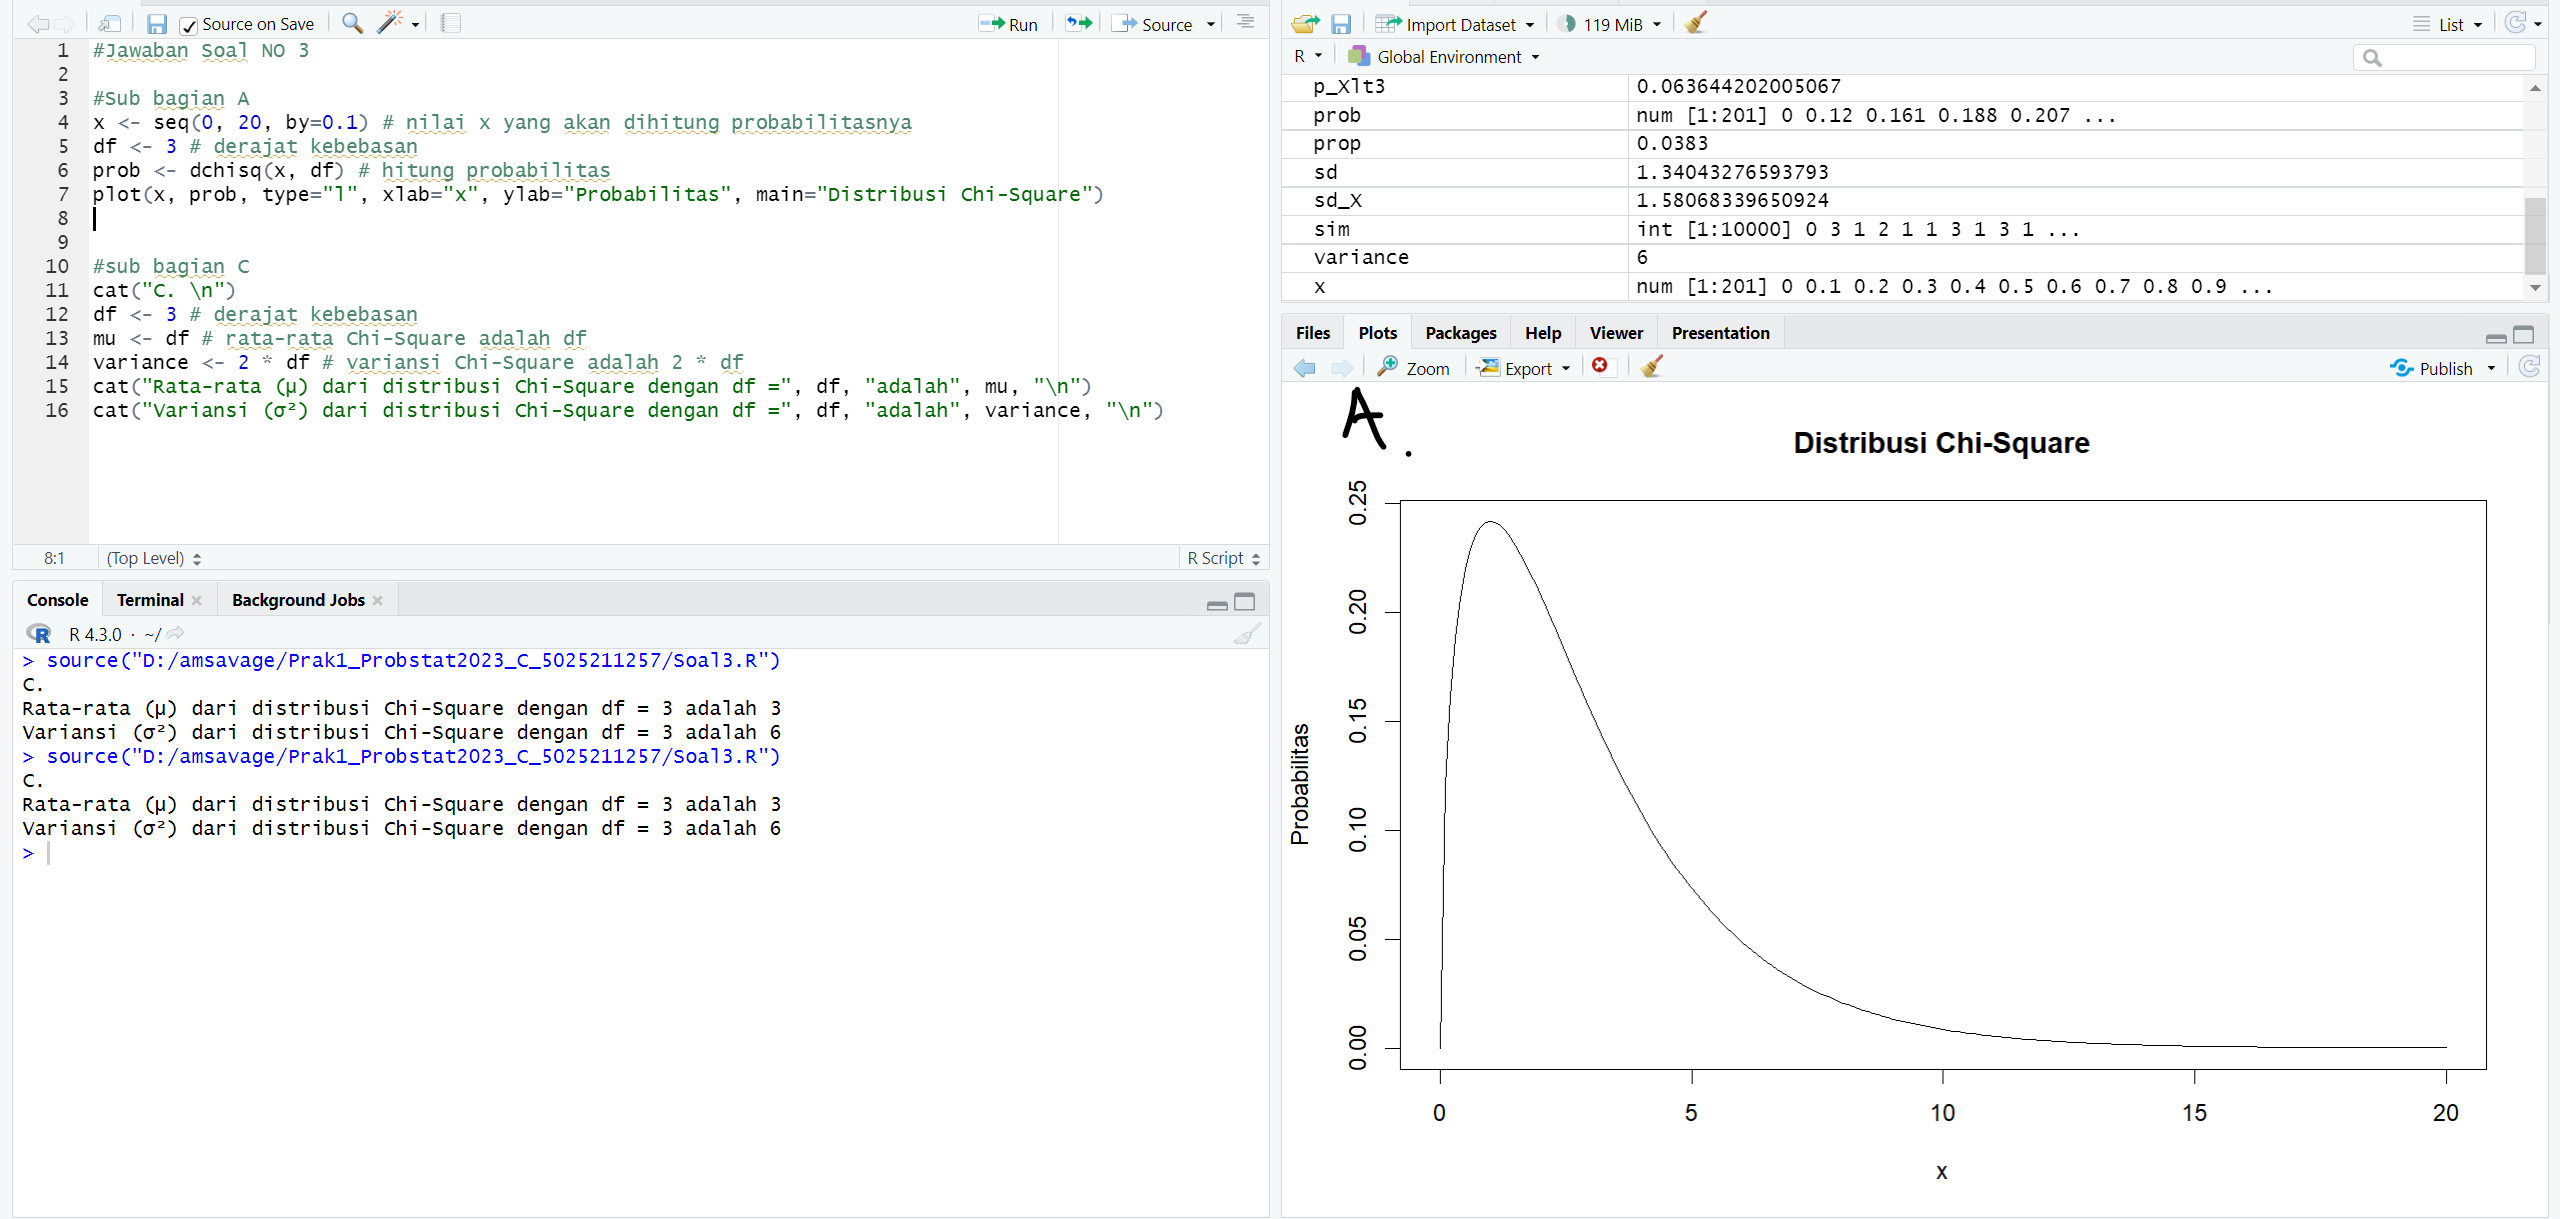 Source on Save
Run
Source
1 #Jawaban Soal NO 3
2
3 #Sub bagian A
4 x <- seq(0, 20, by=0.1) # nilai x yang akan dihitung probabilitasnya
5 df <- 3 # derajat kebebasan
6 prob <- dchisq(x, df) # hitung probabilitas
7 plot(x, prob, type="l", xlab="x", ylab="Probabilitas", main="Distribusi Chi-Square")
8
9
10 #sub bagian C
11 cat("C. \n")
12 df <- 3 # derajat kebebasan
13 mu <- df # rata-rata Chi-Square adalah df
14 variance <- 2 * df # variansi Chi-Square adalah 2 * df
15 cat("Rata-rata (μ) dari distribusi Chi-Square dengan df =", df, "adalah", mu, "\n")
16 cat("Variansi (σ²) dari distribusi Chi-Square dengan df =", df, "adalah", variance, "\n")
8:1 (Top Level) R Script
Console Terminal Background Jobs
R 4.3.0 · ~/
> source("D:/amsavage/Prak1_Probstat2023_C_5025211257/Soal3.R")
C.
Rata-rata (μ) dari distribusi Chi-Square dengan df = 3 adalah 3
Variansi (σ²) dari distribusi Chi-Square dengan df = 3 adalah 6
> source("D:/amsavage/Prak1_Probstat2023_C_5025211257/Soal3.R")
C.
Rata-rata (μ) dari distribusi Chi-Square dengan df = 3 adalah 3
Variansi (σ²) dari distribusi Chi-Square dengan df = 3 adalah 6
>
Import Dataset 119 MiB List
R Global Environment
p_Xlt3 0.063644202005067
prob num [1:201] 0 0.12 0.161 0.188 0.207 ...
prop 0.0383
sd 1.34043276593793
sd_X 1.58068339650924
sim int [1:10000] 0 3 1 2 1 1 3 1 3 1 ...
variance 6
x num [1:201] 0 0.1 0.2 0.3 0.4 0.5 0.6 0.7 0.8 0.9 ...
Files Plots Packages Help Viewer Presentation
Zoom Export Publish
A.
Distribusi Chi-Square
Probabilitas
0.25
0.20
0.15
0.10
0.05
0.00
0 5 10 15 20
x